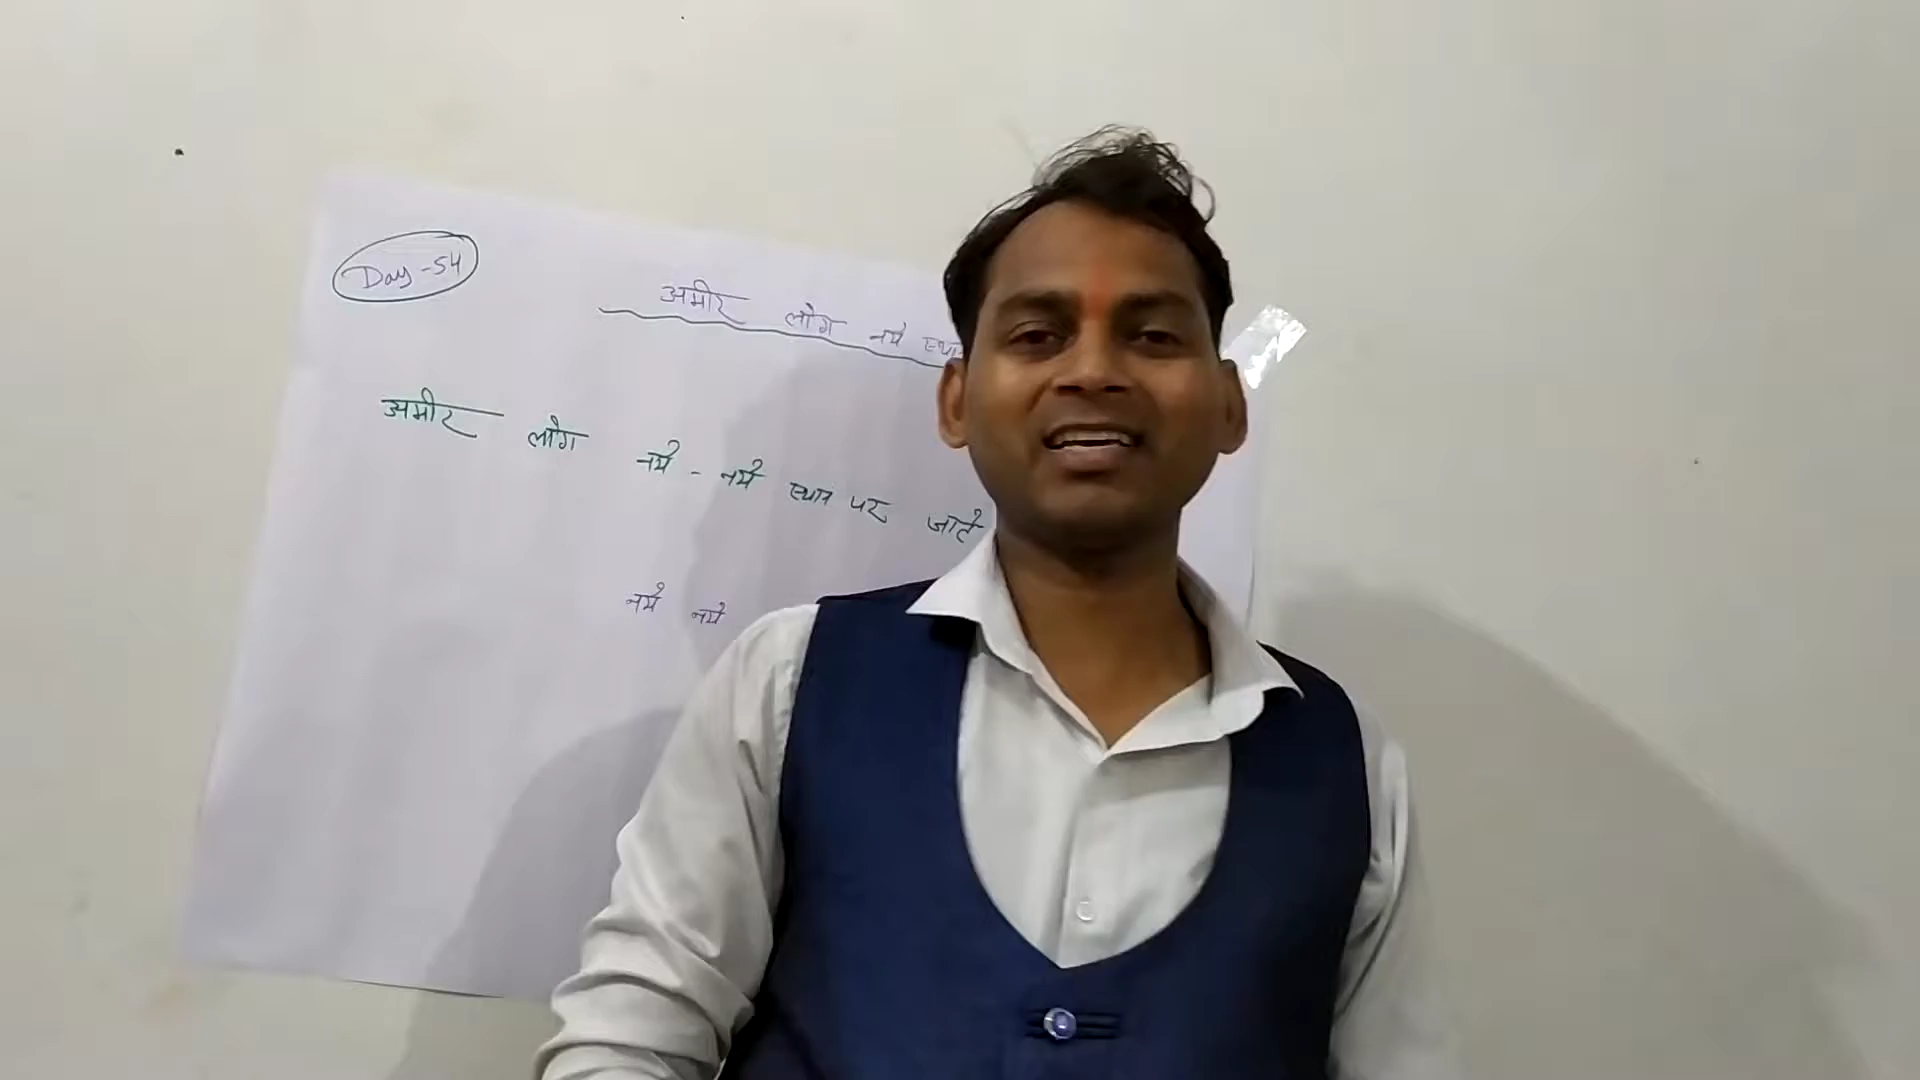 Day-54
अमीर लोग नये स्थान
अमीर लोग नये - नये स्थान पर जाते
नये नये